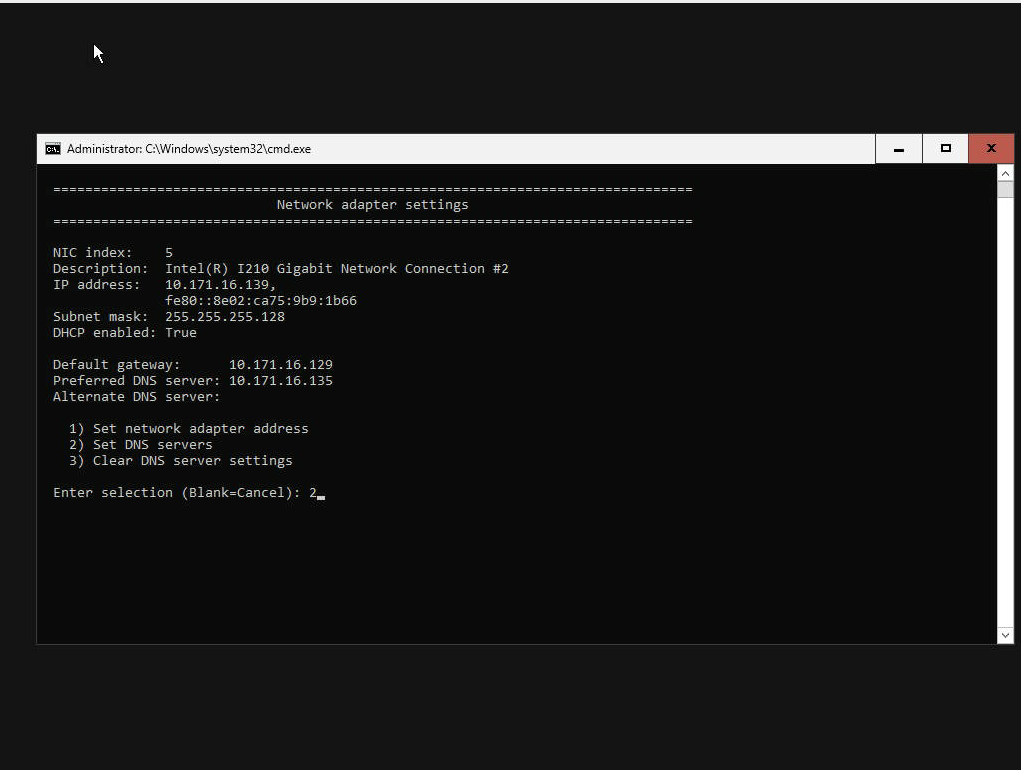 Administrator: C:\Windows\system32\cmd.exe
================================================================================
Network adapter settings
================================================================================
NIC index:    5
Description:  Intel(R) I210 Gigabit Network Connection #2
IP address:   10.171.16.139,
fe80::8e02:ca75:9b9:1b66
Subnet mask:  255.255.255.128
DHCP enabled: True
Default gateway:      10.171.16.129
Preferred DNS server: 10.171.16.135
Alternate DNS server:
1) Set network adapter address
2) Set DNS servers
3) Clear DNS server settings
Enter selection (Blank=Cancel): 2_